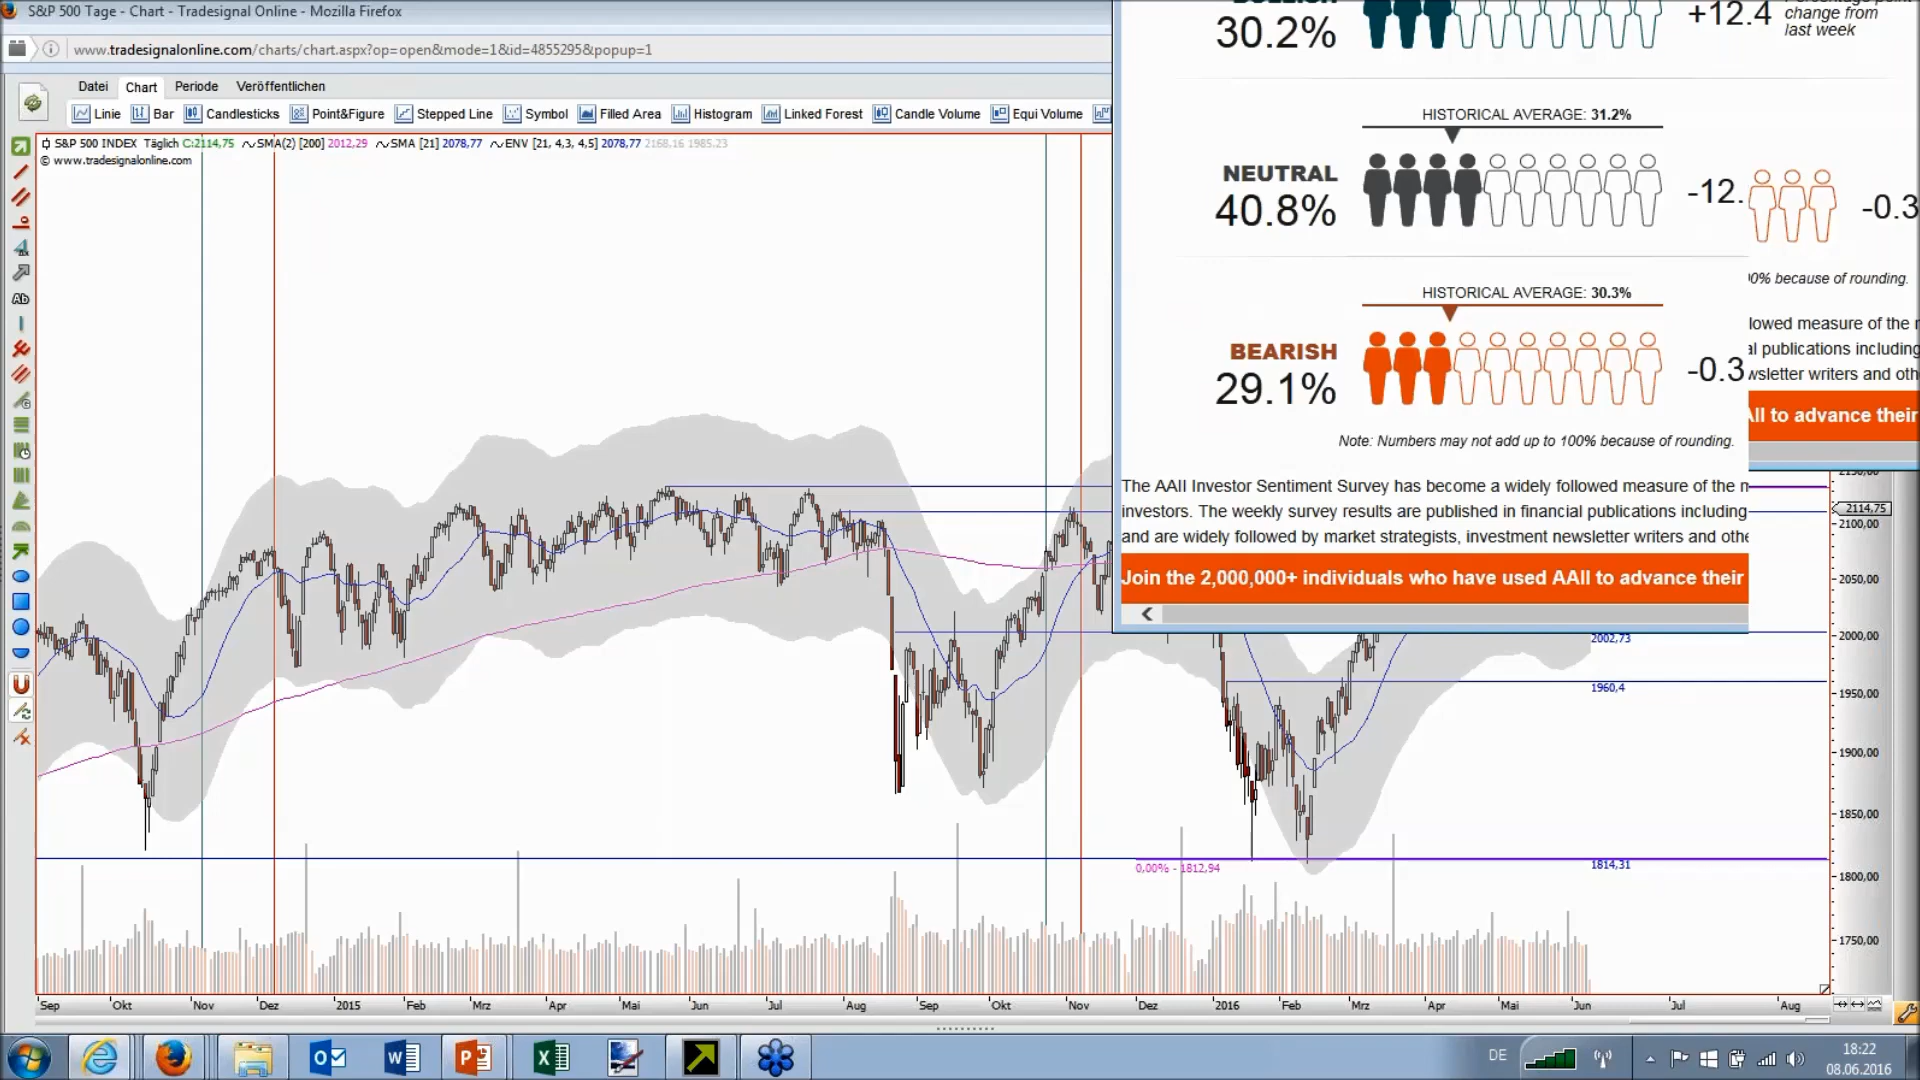 S&P 500 Tage - Chart - Tradesignal Online - Mozilla Firefox
www.tradesignalonline.com/charts/chart.aspx?op=open&mode=1&id=4855295&popup=1
Datei Chart Periode Veröffentlichen
Linie Bar Candlesticks Point&Figure Stepped Line Symbol Filled Area Histogram Linked Forest Candle Volume Equi Volume
S&P 500 INDEX Täglich C:2114,75 SMA(2) [200] 2012,29 SMA [21] 2078,77 ENV [21, 4,3, 4,5] 2078,77 2168,16 1985,23
© www.tradesignalonline.com
30.2%
+12.4
change from
last week
HISTORICAL AVERAGE: 31.2%
NEUTRAL
40.8%
-12.
-0.3
HISTORICAL AVERAGE: 30.3%
BEARISH
29.1%
-0.3
Note: Numbers may not add up to 100% because of rounding.
The AAII Investor Sentiment Survey has become a widely followed measure of the
investors. The weekly survey results are published in financial publications including
and are widely followed by market strategists, investment newsletter writers and othe
Join the 2,000,000+ individuals who have used AAII to advance their
0% because of rounding.
lowed measure of the
al publications including
wsletter writers and oth
AII to advance their
2114,75
2100,00
2050,00
2000,00
1950,00
1900,00
1850,00
1800,00
1750,00
2002,73
1960,4
1814,31
0,00% - 1812,94
Ab
Sep Okt Nov Dez 2015 Feb Mrz Apr Mai Jun Jul Aug Sep Okt Nov Dez 2016 Feb Mrz Apr Mai Jun Jul Aug
DE
18:22
08.06.2016